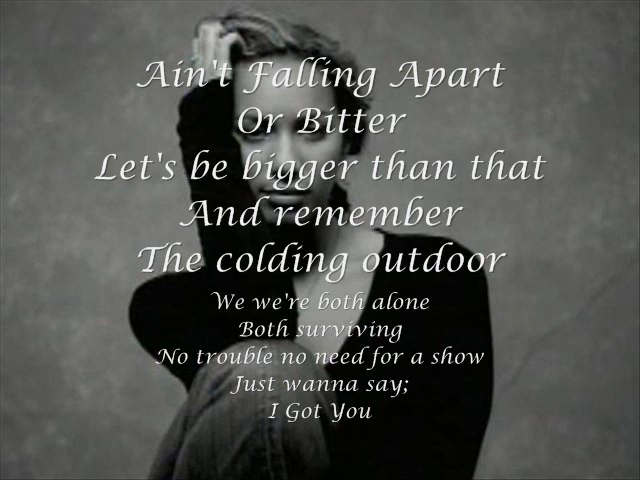 Ain't Falling Apart
Or Bitter
Let's be bigger than that
And remember
The colding outdoor
We we're both alone
Both surviving
No trouble no need for a show
Just wanna say;
I Got You